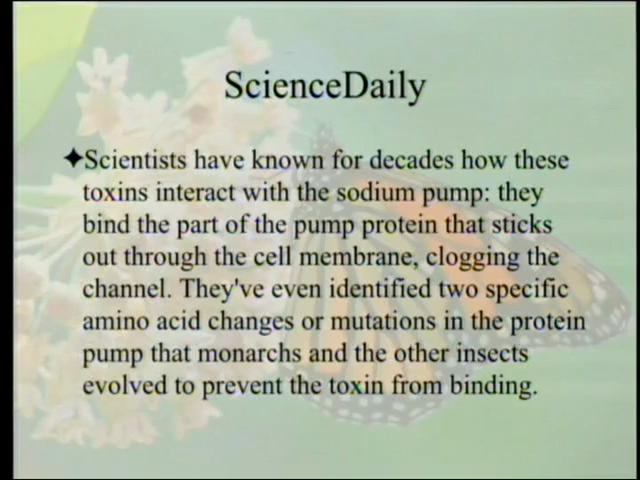 ScienceDaily
✦Scientists have known for decades how these
toxins interact with the sodium pump: they
bind the part of the pump protein that sticks
out through the cell membrane, clogging the
channel. They've even identified two specific
amino acid changes or mutations in the protein
pump that monarchs and the other insects
evolved to prevent the toxin from binding.